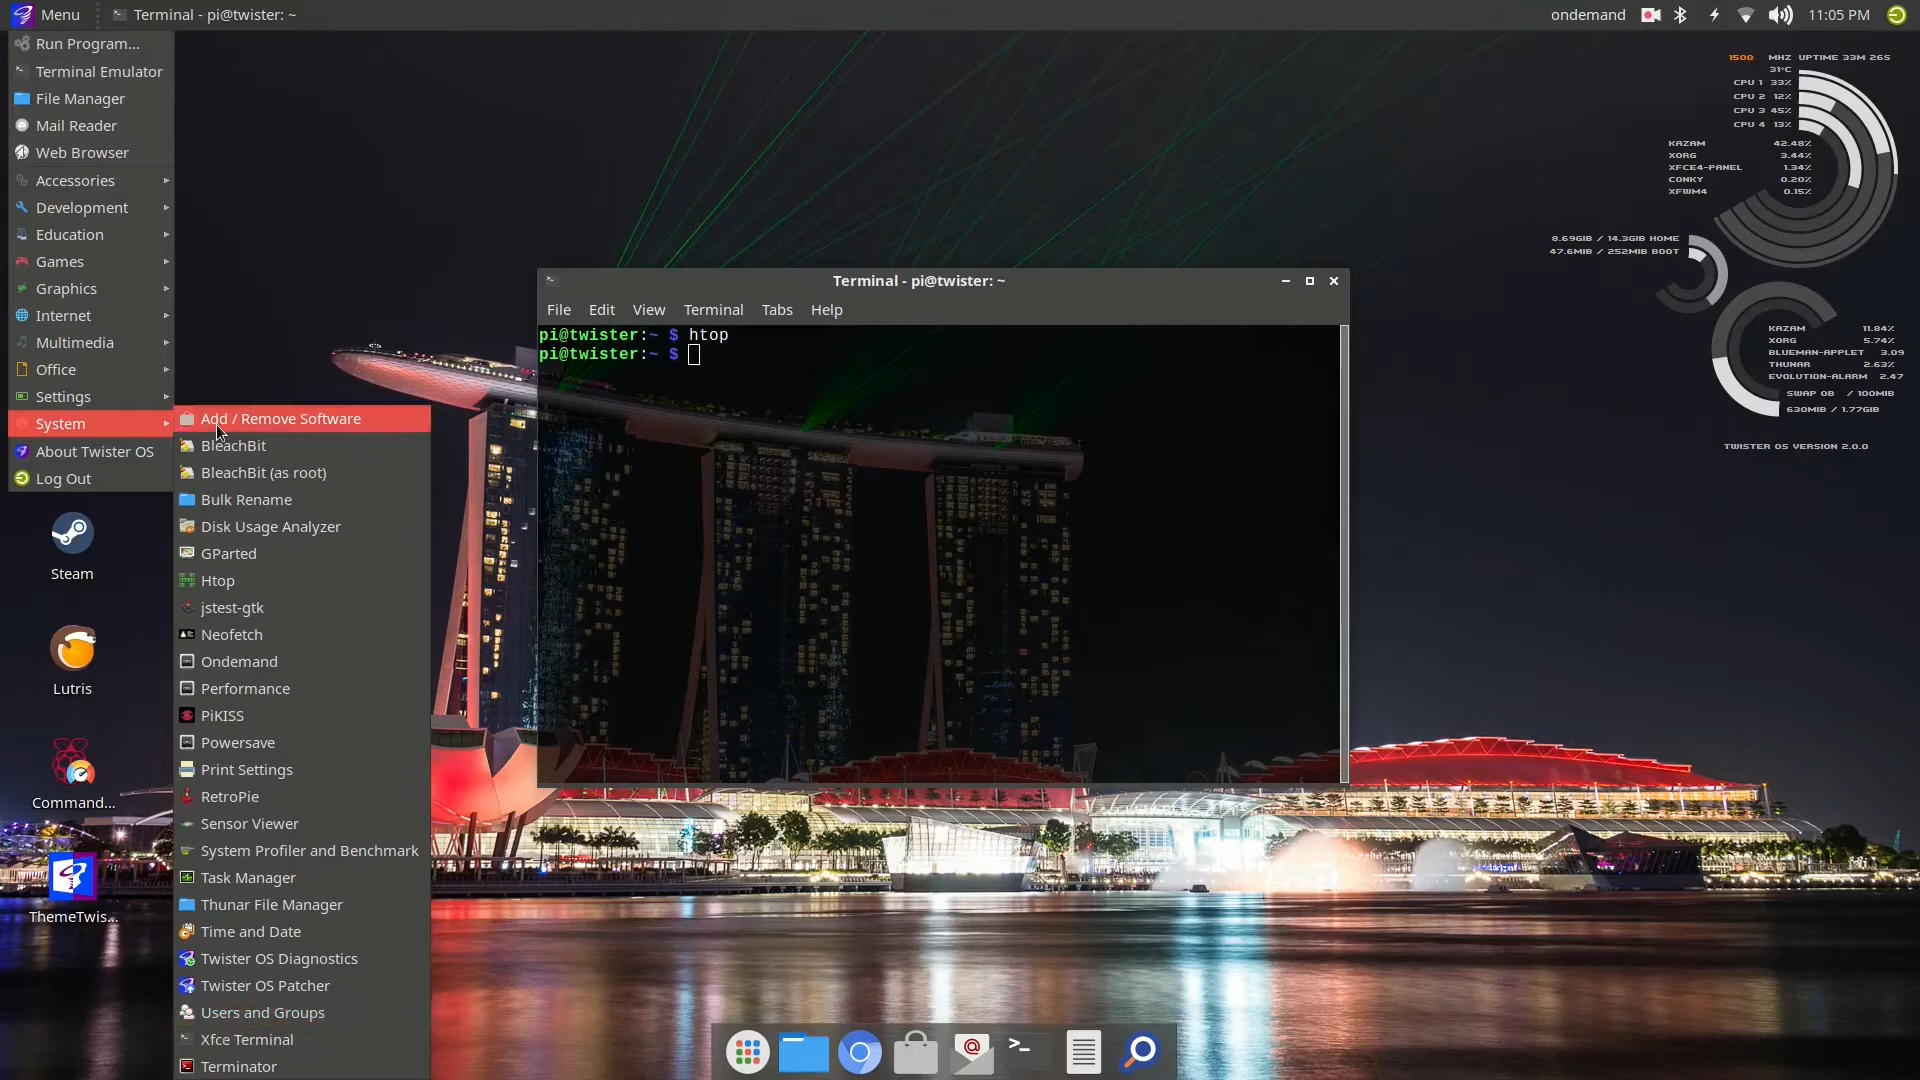 Menu
Terminal - pi@twister: ~
ondemand
11:05 PM
Run Program...
Terminal Emulator
File Manager
Mail Reader
Web Browser
Accessories
Development
Education
Games
Graphics
Internet
Multimedia
Office
Settings
System
About Twister OS
Log Out
Add / Remove Software
BleachBit
BleachBit (as root)
Bulk Rename
Disk Usage Analyzer
GParted
Htop
jstest-gtk
Neofetch
Ondemand
Performance
PiKISS
Powersave
Print Settings
RetroPie
Sensor Viewer
System Profiler and Benchmark
Task Manager
Thunar File Manager
Time and Date
Twister OS Diagnostics
Twister OS Patcher
Users and Groups
Xfce Terminal
Terminator
Steam
Lutris
Command...
ThemeTwis...
Terminal - pi@twister: ~
File Edit View Terminal Tabs Help
pi@twister:~ $ htop
pi@twister:~ $
1500 MHZ UPTIME 33M 26S
31°C
CPU 1 33%
CPU 2 12%
CPU 3 45%
CPU 4 13%
KAZAM 42.48%
XORG 3.44%
XFCE4-PANEL 1.34%
CONKY 0.20%
XFWM4 0.15%
8.69GIB / 14.3GIB HOME
47.6MIB / 252MIB BOOT
KAZAM 11.84%
XORG 5.74%
BLUEMAN-APPLET 3.09
THUNAR 2.63%
EVOLUTION-ALARM 2.47
SWAP 0B / 100MIB
630MIB / 1.77GIB
TWISTER OS VERSION 2.0.0